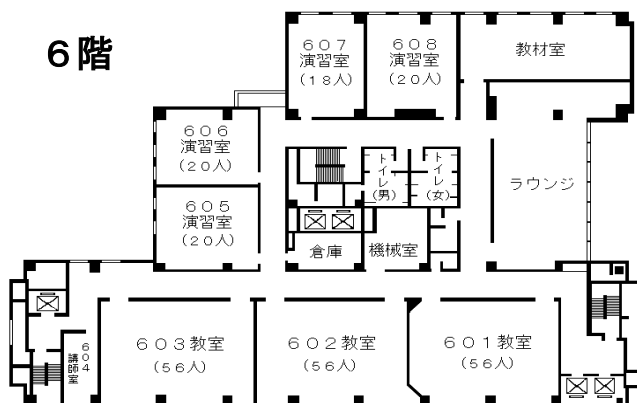 6階
607
演習室
(18人)
608
演習室
(20人)
教材室
606
演習室
(20人)
トイレ
(男)
トイレ
(女)
ラウンジ
605
演習室
(20人)
倉庫
機械室
604
講師室
603教室
(56人)
602教室
(56人)
601教室
(56人)